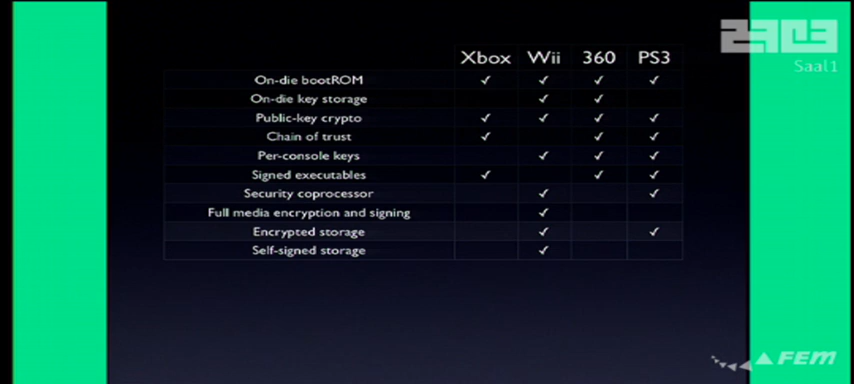 Saal1
Xbox Wii 360 PS3
On-die bootROM ✓ ✓ ✓ ✓
On-die key storage ✓ ✓
Public-key crypto ✓ ✓ ✓ ✓
Chain of trust ✓ ✓ ✓
Per-console keys ✓ ✓ ✓
Signed executables ✓ ✓ ✓
Security coprocessor ✓ ✓
Full media encryption and signing ✓
Encrypted storage ✓ ✓
Self-signed storage ✓
FEM